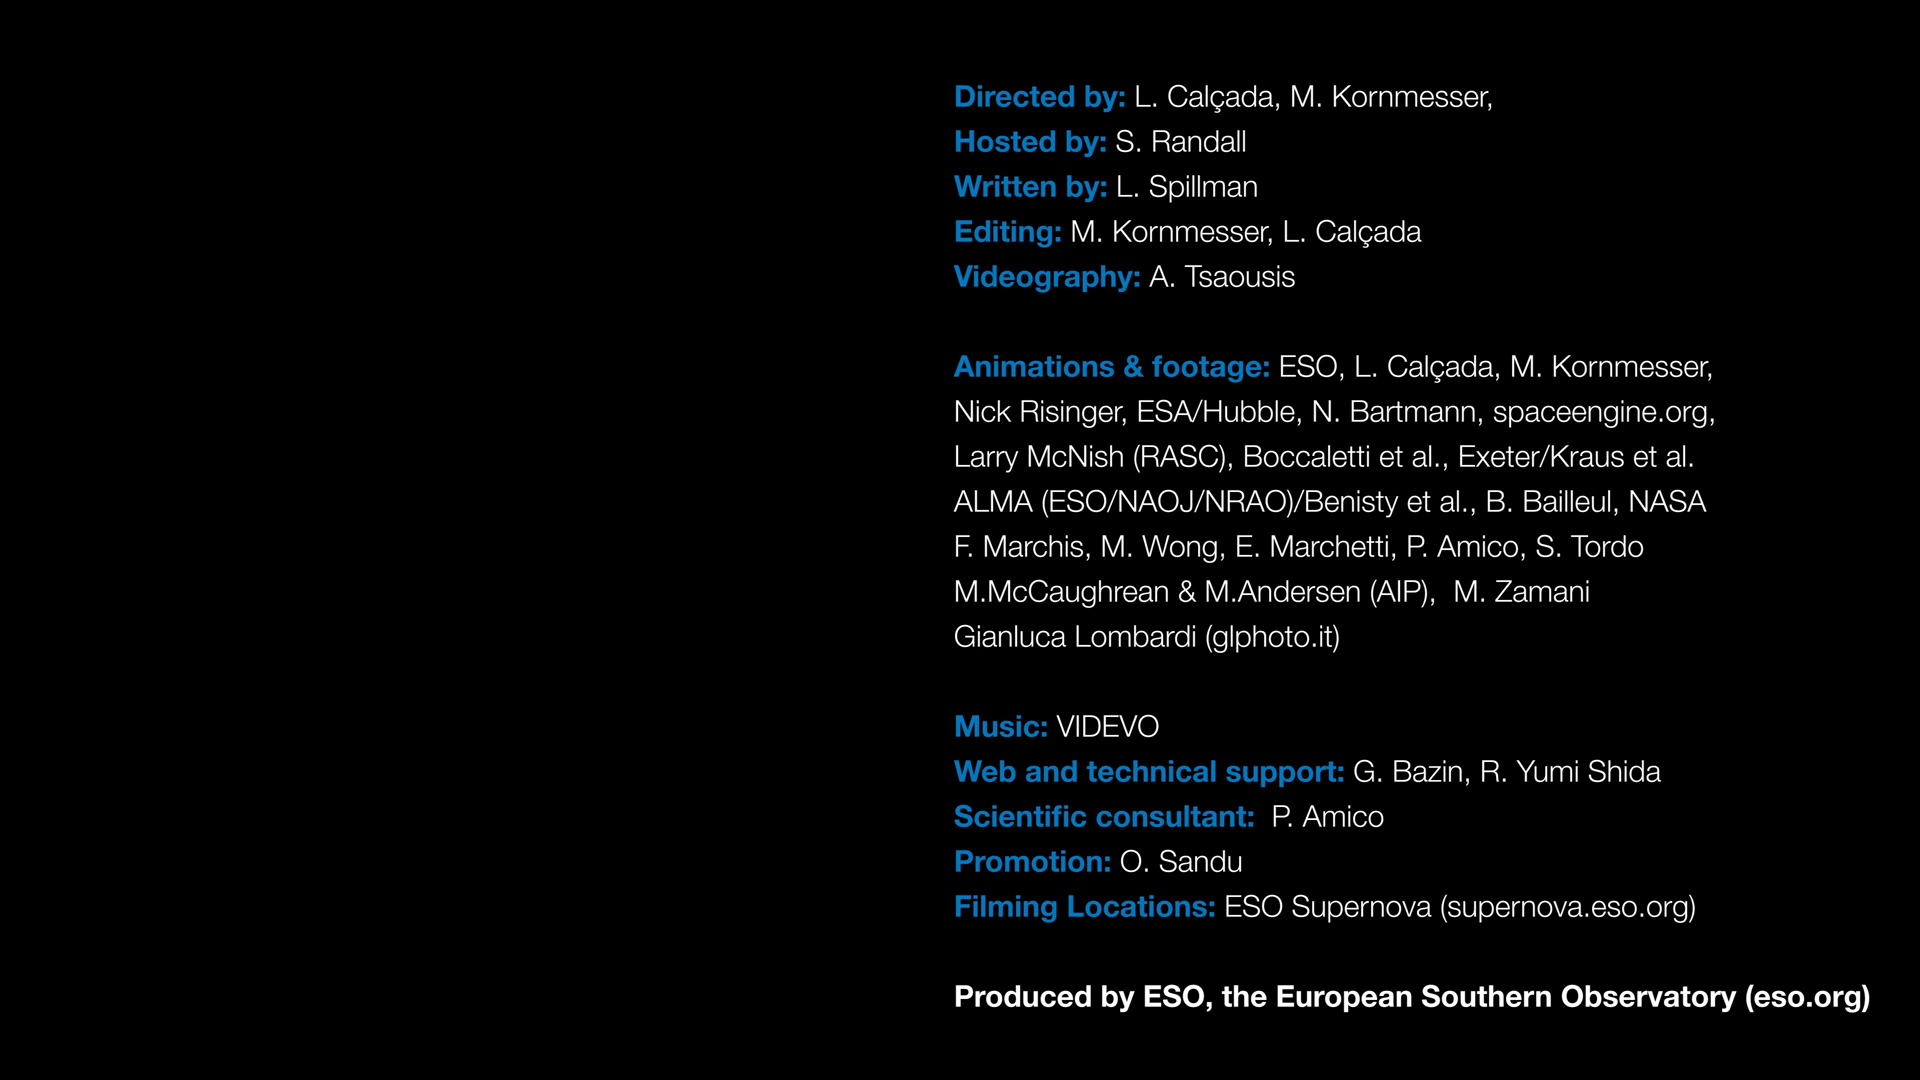 Directed by: L. Calçada, M. Kornmesser,
Hosted by: S. Randall
Written by: L. Spillman
Editing: M. Kornmesser, L. Calçada
Videography: A. Tsaousis
Animations & footage: ESO, L. Calçada, M. Kornmesser,
Nick Risinger, ESA/Hubble, N. Bartmann, spaceengine.org,
Larry McNish (RASC), Boccaletti et al., Exeter/Kraus et al.
ALMA (ESO/NAOJ/NRAO)/Benisty et al., B. Bailleul, NASA
F. Marchis, M. Wong, E. Marchetti, P. Amico, S. Tordo
M.McCaughrean & M.Andersen (AIP),  M. Zamani
Gianluca Lombardi (glphoto.it)
Music: VIDEVO
Web and technical support: G. Bazin, R. Yumi Shida
Scientific consultant:  P. Amico
Promotion: O. Sandu
Filming Locations: ESO Supernova (supernova.eso.org)
Produced by ESO, the European Southern Observatory (eso.org)